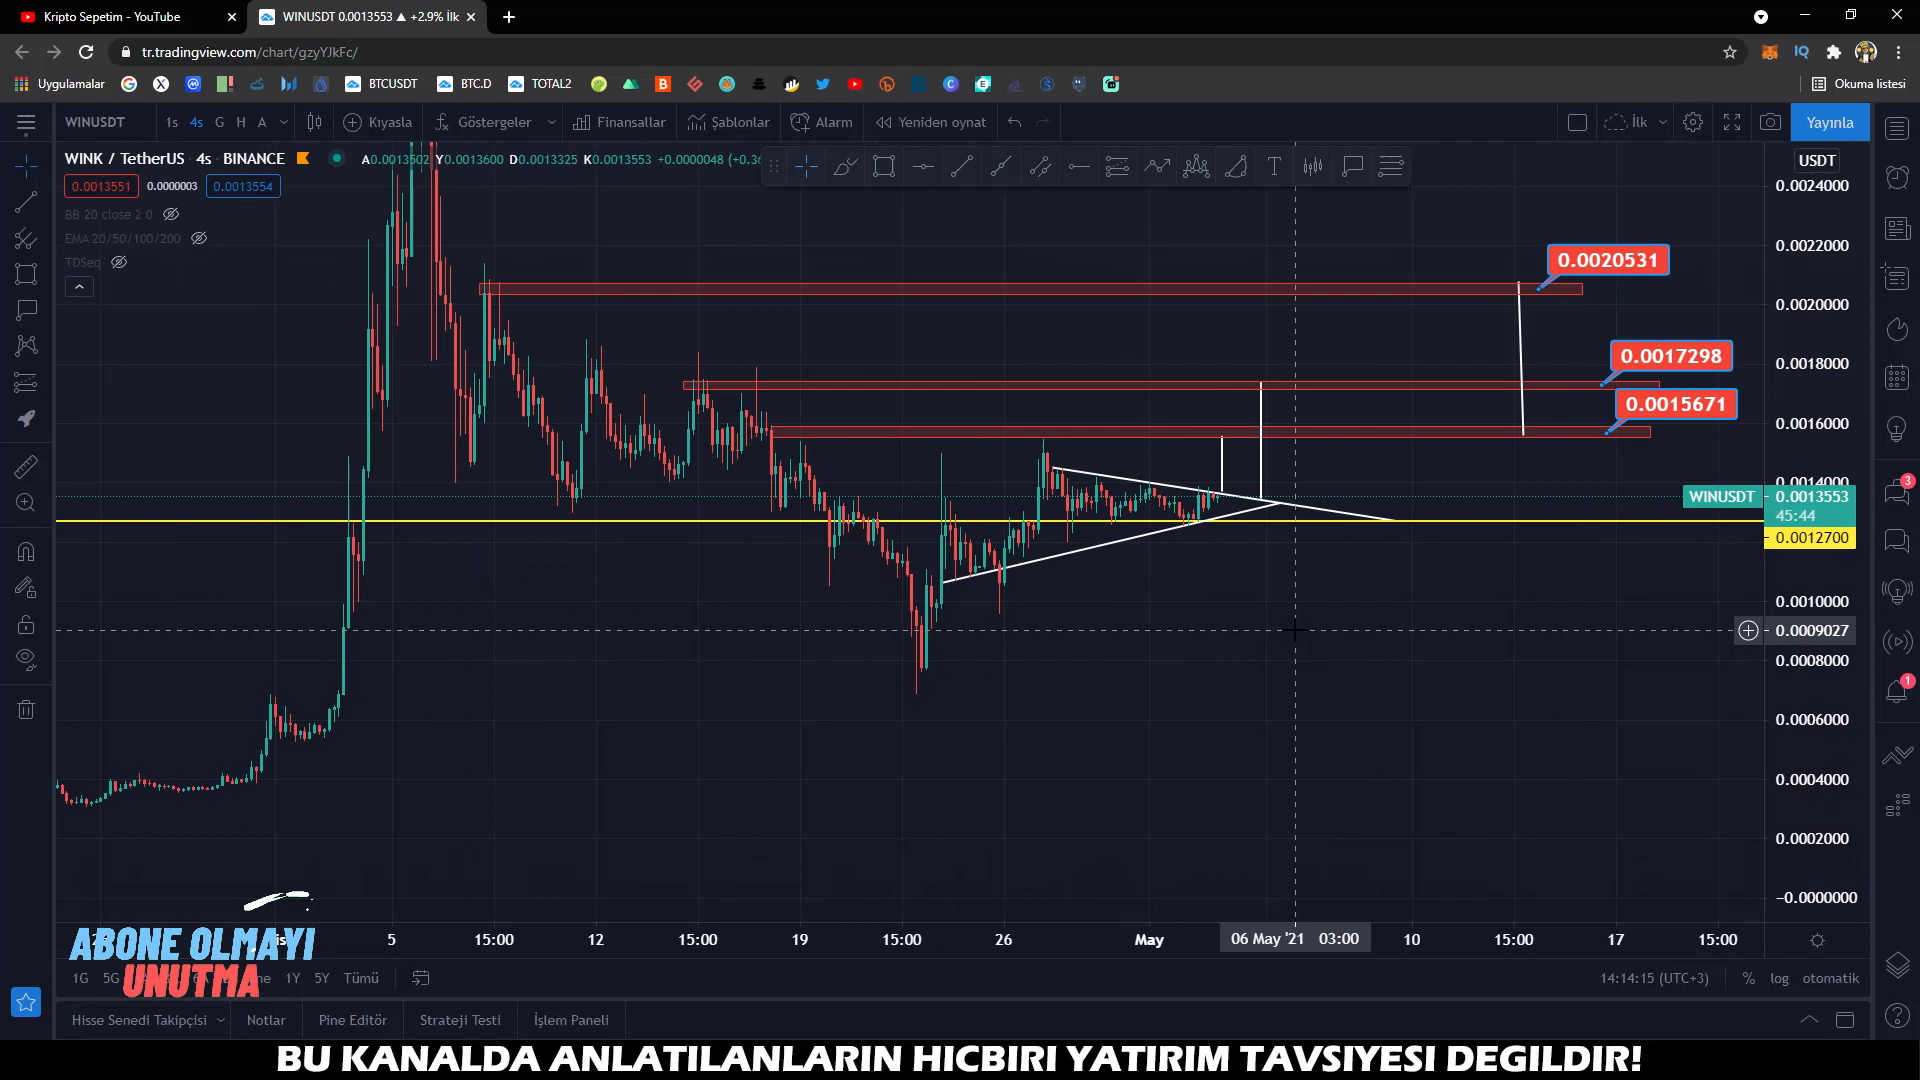 Kripto Sepetim - YouTube
WINUSDT 0.0013553 ▲ +2.9% İlk
tr.tradingview.com/chart/gzyYJkFc/
Uygulamalar
BTCUSDT
BTC.D
TOTAL2
Okuma listesi
WINUSDT 1s 4s G H A Kıyasla Göstergeler Finansallar Şablonlar Alarm Yeniden oynat İlk Yayınla
WINK / TetherUS · 4s · BINANCE A0.0013502 Y0.0013600 D0.0013325 K0.0013553 +0.0000048
0.0013551 0.0000003 0.0013554
BB 20 close 2 0
EMA 20/50/100/200
TDSeq
USDT
0.0024000
0.0022000
0.0020531
0.0020000
0.0017298
0.0018000
0.0015671
0.0016000
0.0014000
WINUSDT 0.0013553
45:44
0.0012700
0.0010000
0.0009027
0.0008000
0.0006000
0.0004000
0.0002000
−0.0000000
5 15:00 12 15:00 19 15:00 26 May 06 May '21 03:00 10 15:00 17 15:00
ABONE OLMAYI
UNUTMA
1G 5G 1Y 5Y Tümü
14:14:15 (UTC+3) % log otomatik
Hisse Senedi Takipçisi Notlar Pine Editör Strateji Testi İşlem Paneli
3
1
BU KANALDA ANLATILANLARIN HICBIRI YATIRIM TAVSIYESI DEGILDIR!